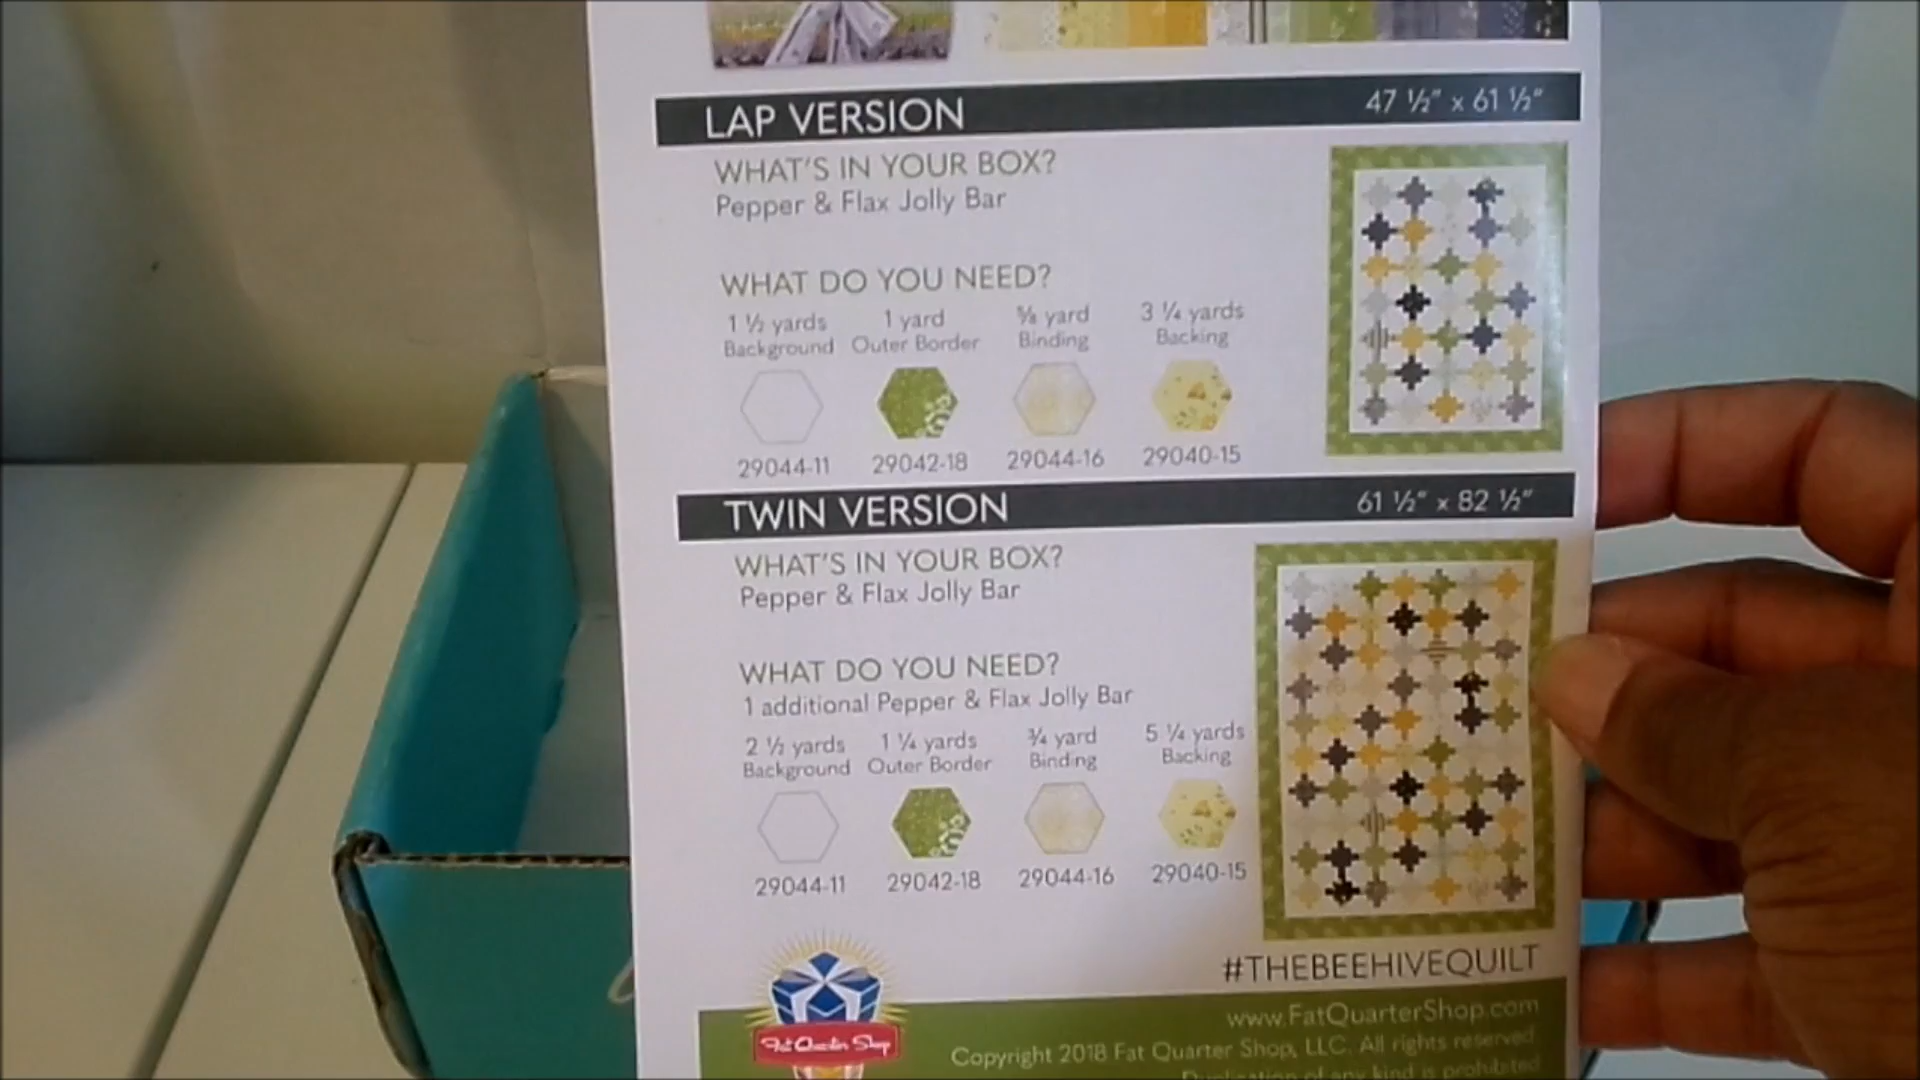 LAP VERSION 47 ½" x 61 ½"
WHAT'S IN YOUR BOX?
Pepper & Flax Jolly Bar
WHAT DO YOU NEED?
1 ½ yards 1 yard ⅝ yard 3 ¼ yards
Background Outer Border Binding Backing
29044-11 29042-18 29044-16 29040-15
TWIN VERSION 61 ½" x 82 ½"
WHAT'S IN YOUR BOX?
Pepper & Flax Jolly Bar
WHAT DO YOU NEED?
1 additional Pepper & Flax Jolly Bar
2 ½ yards 1 ¼ yards ¾ yard 5 ¼ yards
Background Outer Border Binding Backing
29044-11 29042-18 29044-16 29040-15
#THEBEEHIVEQUILT
www.FatQuarterShop.com
Fat Quarter Shop
Copyright 2018 Fat Quarter Shop, LLC. All rights reserved
Duplication of any kind is prohibited